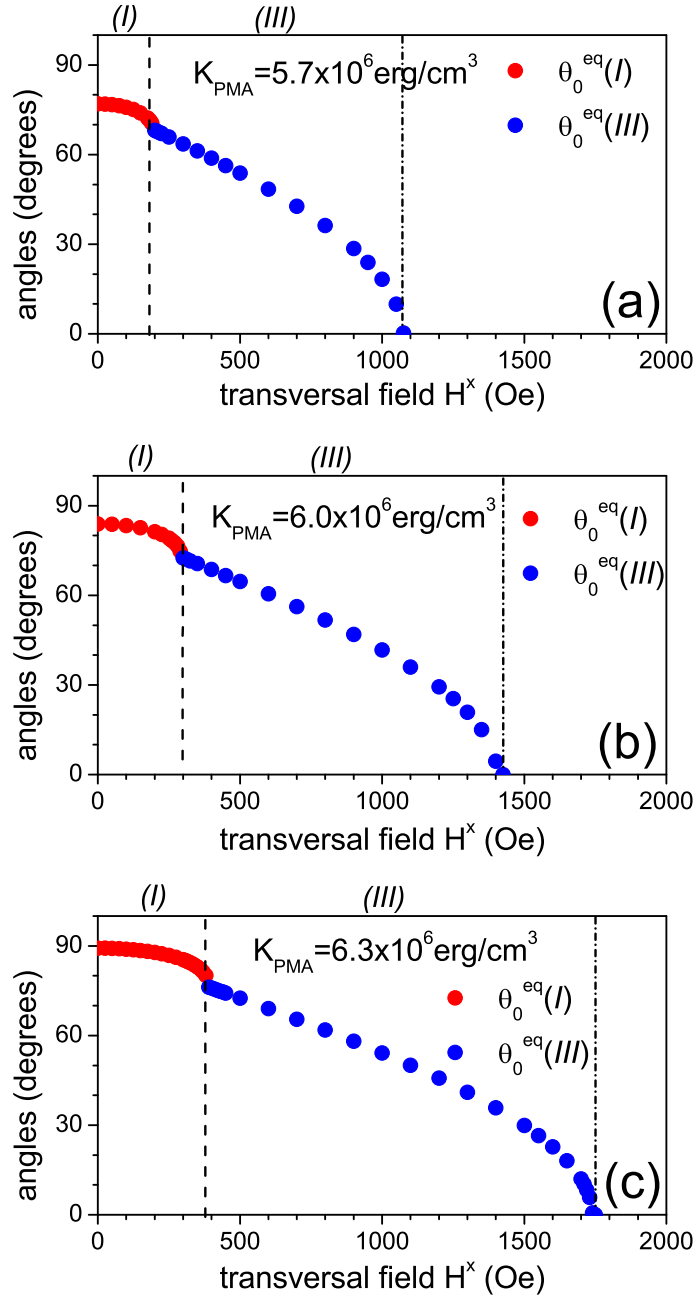 (I) (III)
K_PMA=5.7x10^6erg/cm^3
θ_0^eq(I)
θ_0^eq(III)
90
60
30
0
angles (degrees)
(a)
0 500 1000 1500 2000
transversal field H^x (Oe)
(I) (III)
K_PMA=6.0x10^6erg/cm^3
θ_0^eq(I)
θ_0^eq(III)
90
60
30
0
angles (degrees)
(b)
0 500 1000 1500 2000
transversal field H^x (Oe)
(I) (III)
K_PMA=6.3x10^6erg/cm^3
θ_0^eq(I)
θ_0^eq(III)
90
60
30
0
angles (degrees)
(c)
0 500 1000 1500 2000
transversal field H^x (Oe)